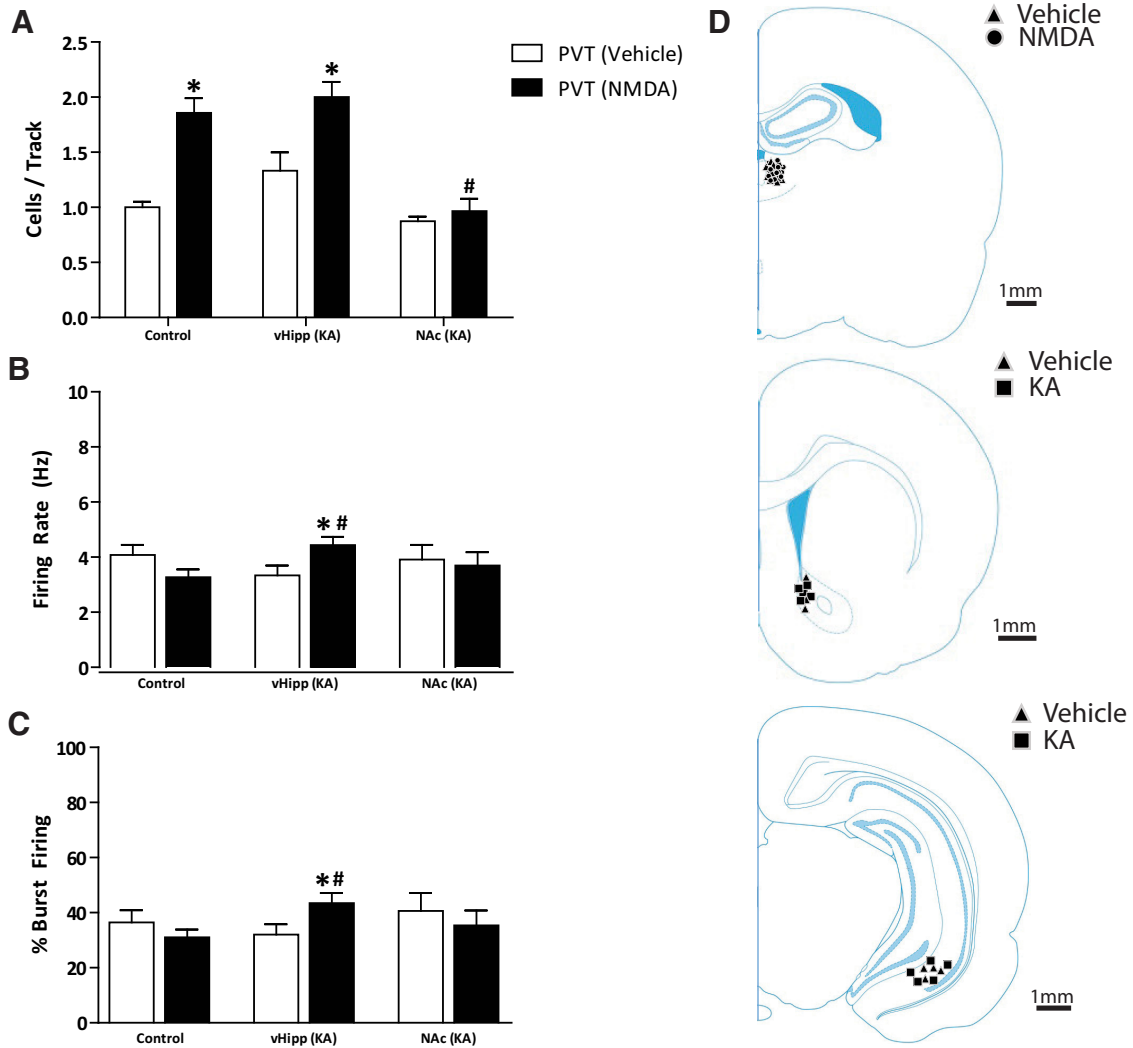 A
2.5
2.0
1.5
1.0
0.5
0.0
Cells / Track
*
*
#
Control
vHipp (KA)
NAc (KA)
PVT (Vehicle)
PVT (NMDA)
B
10
8
6
4
2
0
Firing Rate (Hz)
* #
Control
vHipp (KA)
NAc (KA)
C
100
80
60
40
20
0
% Burst Firing
* #
Control
vHipp (KA)
NAc (KA)
D
Vehicle
NMDA
1mm
Vehicle
KA
1mm
Vehicle
KA
1mm